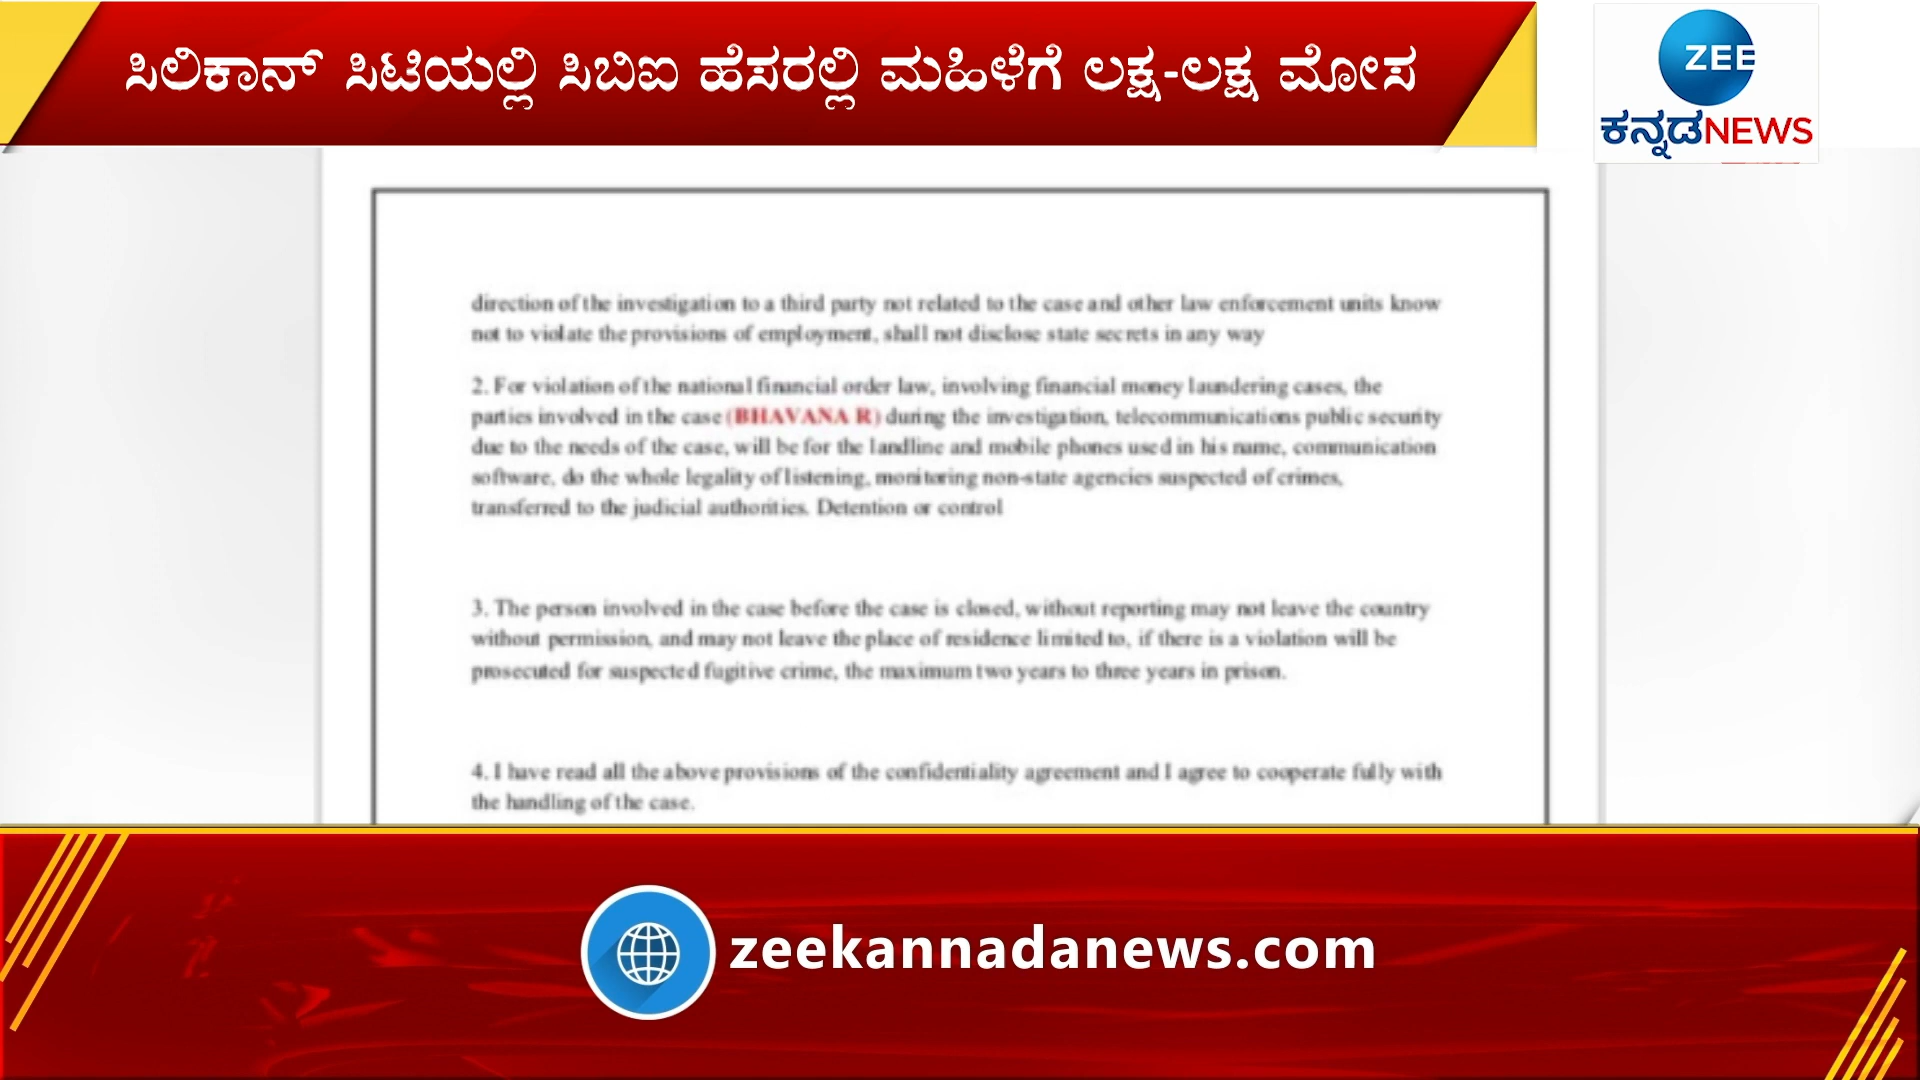 ಸಿಲಿಕಾನ್ ಸಿಟಿಯಲ್ಲಿ ಸಿಬಿಐ ಹೆಸರಲ್ಲಿ ಮಹಿಳೆಗೆ ಲಕ್ಷ-ಲಕ್ಷ ಮೋಸ
ZEE
ಕನ್ನಡNEWS
direction of the investigation to a third party not related to the case and other law enforcement units know
not to violate the provisions of employment, shall not disclose state secrets in any way
2. For violation of the national financial order law, involving financial money laundering cases, the
parties involved in the case (BHAVANA R) during the investigation, telecommunications public security
due to the needs of the case, will be for the landline and mobile phones used in his name, communication
software, do the whole legality of listening, monitoring non-state agencies suspected of crimes,
transferred to the judicial authorities. Detention or control
3. The person involved in the case before the case is closed, without reporting may not leave the country
without permission, and may not leave the place of residence limited to, if there is a violation will be
prosecuted for suspected fugitive crime, the maximum two years to three years in prison.
4. I have read all the above provisions of the confidentiality agreement and I agree to cooperate fully with
the handling of the case.
zeekannadanews.com